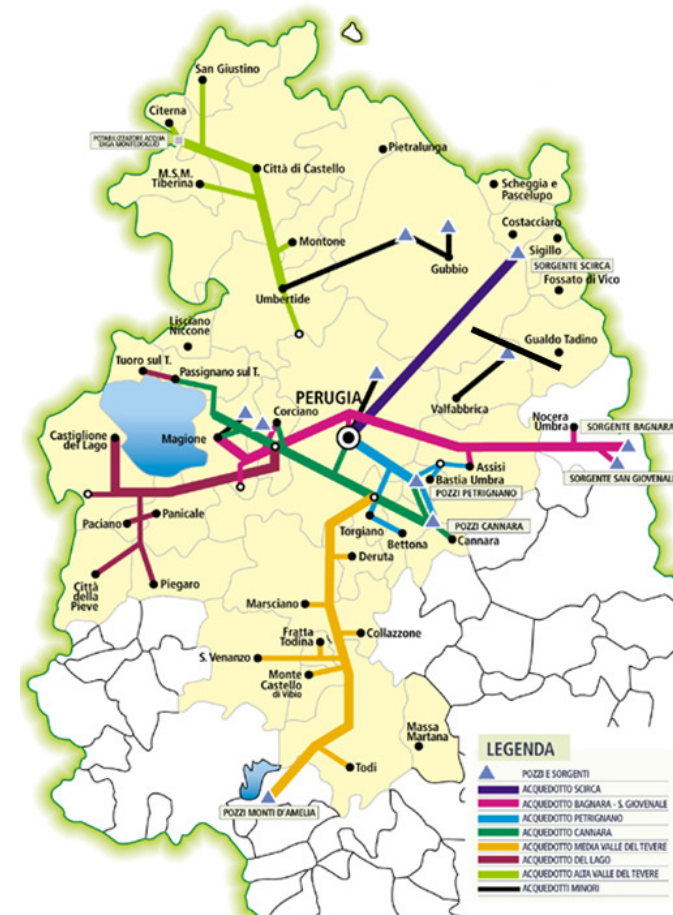 San Giustino
Citerna
POTABILIZZATORE ACQUA
DIGA MONTEDOGLIO
Pietralunga
Città di Castello
M.S.M.
Tiberina
Scheggia e
Pascelupo
Costacciaro
Montone
Sigillo
SORGENTE SCIRCA
Gubbio
Fossato di Vico
Umbertide
Lisciano
Niccone
Gualdo Tadino
Tuoro sul T.
Passignano sul T.
PERUGIA
Valfabbrica
Corciano
Nocera
Umbra
SORGENTE BAGNARA
Castiglione
del Lago
Magione
Assisi
Bastia Umbra
SORGENTE SAN GIOVENALE
POZZI PETRIGNANO
Paciano
Panicale
Torgiano
POZZI CANNARA
Bettona
Cannara
Deruta
Città
della
Pieve
Piegaro
Marsciano
Fratta
Todina
Collazzone
S. Venanzo
Monte
Castello
di Vibio
Massa
Martana
Todi
POZZI MONTI D'AMELIA
LEGENDA
POZZI E SORGENTI
ACQUEDOTTO SCIRCA
ACQUEDOTTO BAGNARA - S. GIOVENALE
ACQUEDOTTO PETRIGNANO
ACQUEDOTTO CANNARA
ACQUEDOTTO MEDIA VALLE DEL TEVERE
ACQUEDOTTO DEL LAGO
ACQUEDOTTO ALTA VALLE DEL TEVERE
ACQUEDOTTI MINORI